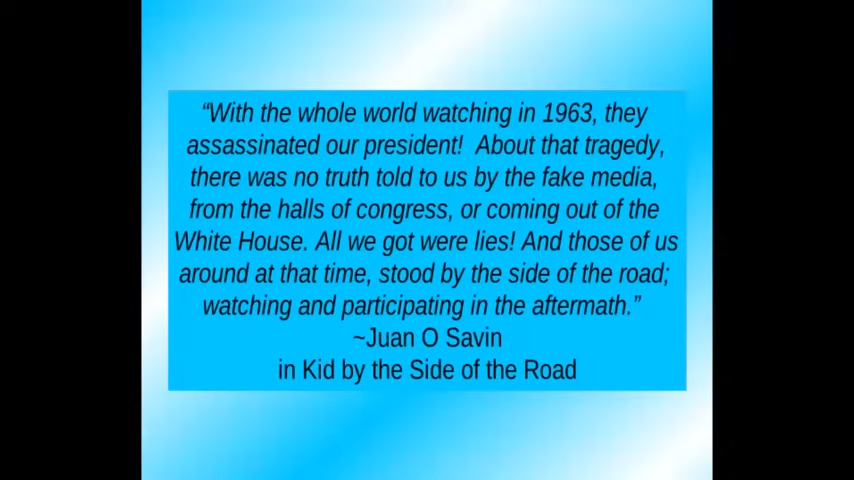 “With the whole world watching in 1963, they
assassinated our president!  About that tragedy,
there was no truth told to us by the fake media,
from the halls of congress, or coming out of the
White House. All we got were lies! And those of us
around at that time, stood by the side of the road;
watching and participating in the aftermath.”
~Juan O Savin
in Kid by the Side of the Road